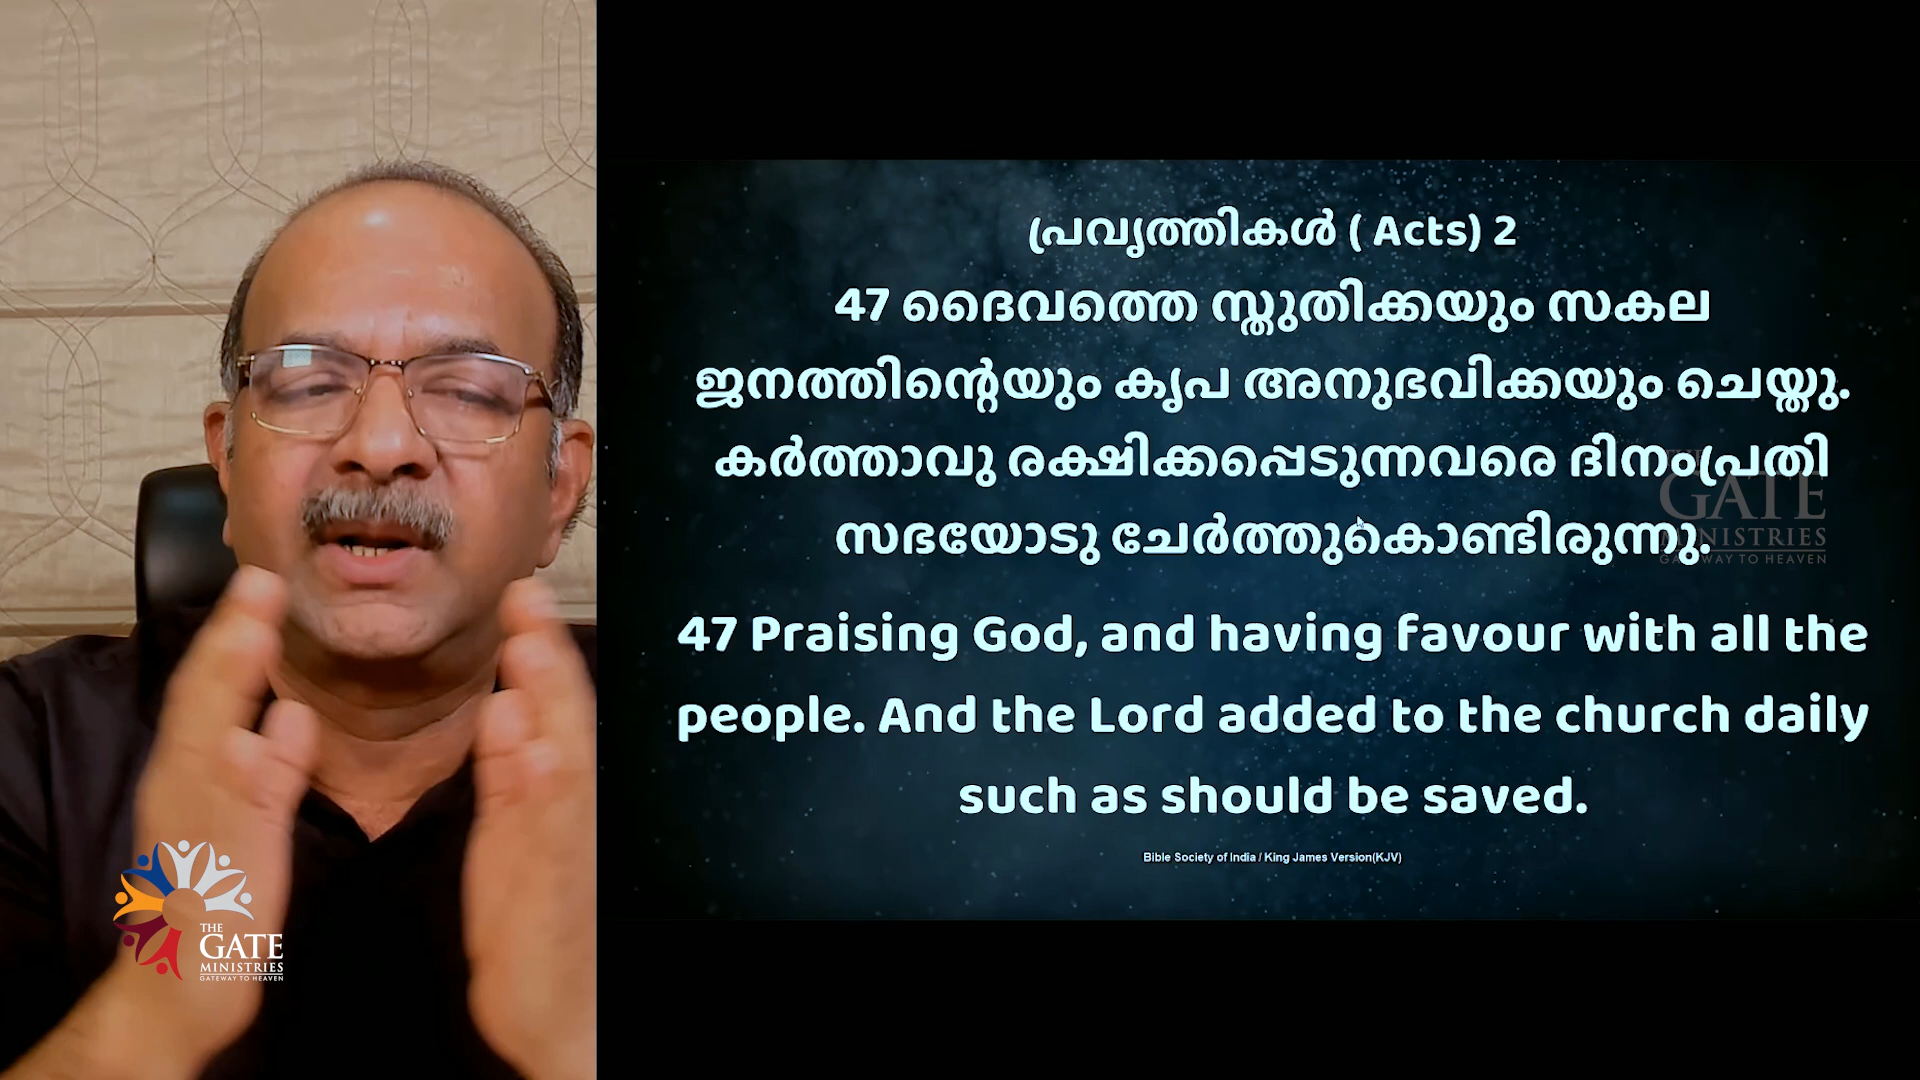 പ്രവൃത്തികൾ ( Acts) 2
47 ദൈവത്തെ സ്തുതിക്കയും സകല
ജനത്തിന്റെയും കൃപ അനുഭവിക്കയും ചെയ്തു.
കർത്താവു രക്ഷിക്കപ്പെടുന്നവരെ ദിനംപ്രതി
സഭയോടു ചേർത്തുകൊണ്ടിരുന്നു.
47 Praising God, and having favour with all the
people. And the Lord added to the church daily
such as should be saved.
Bible Society of India / King James Version(KJV)
THE
GATE
MINISTRIES
GATEWAY TO HEAVEN
THE
GATE
MINISTRIES
GATEWAY TO HEAVEN